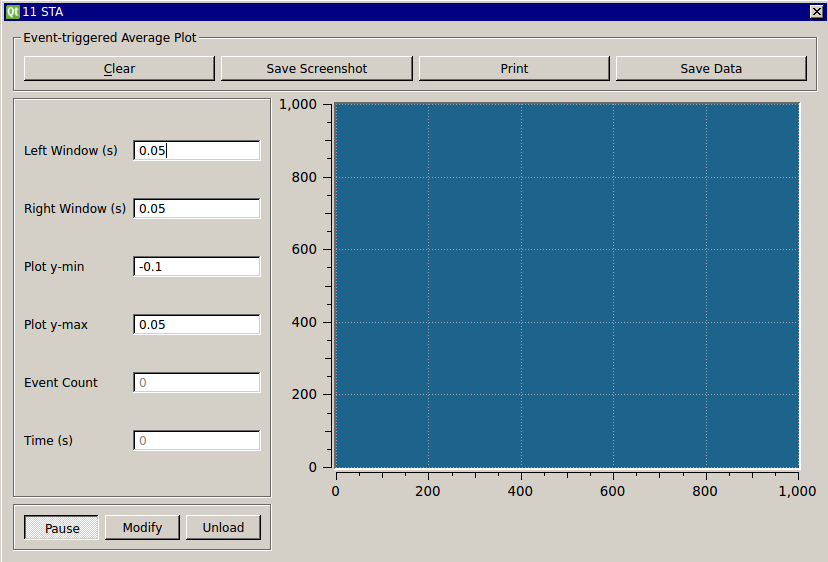 Qt 11 STA
Event-triggered Average Plot
Clear Save Screenshot Print Save Data
Left Window (s) 0.05
Right Window (s) 0.05
Plot y-min -0.1
Plot y-max 0.05
Event Count 0
Time (s) 0
Pause Modify Unload
1,000
800
600
400
200
0
0 200 400 600 800 1,000